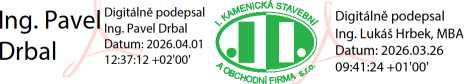 Ing. Pavel
Drbal
Digitálně podepsal
Ing. Pavel Drbal
Datum: 2026.04.01
12:37:12 +02'00'
I. KAMENICKÁ STAVEBNÍ
A OBCHODNÍ FIRMA s.r.o.
Digitálně podepsal
Ing. Lukáš Hrbek, MBA
Datum: 2026.03.26
09:41:24 +01'00'